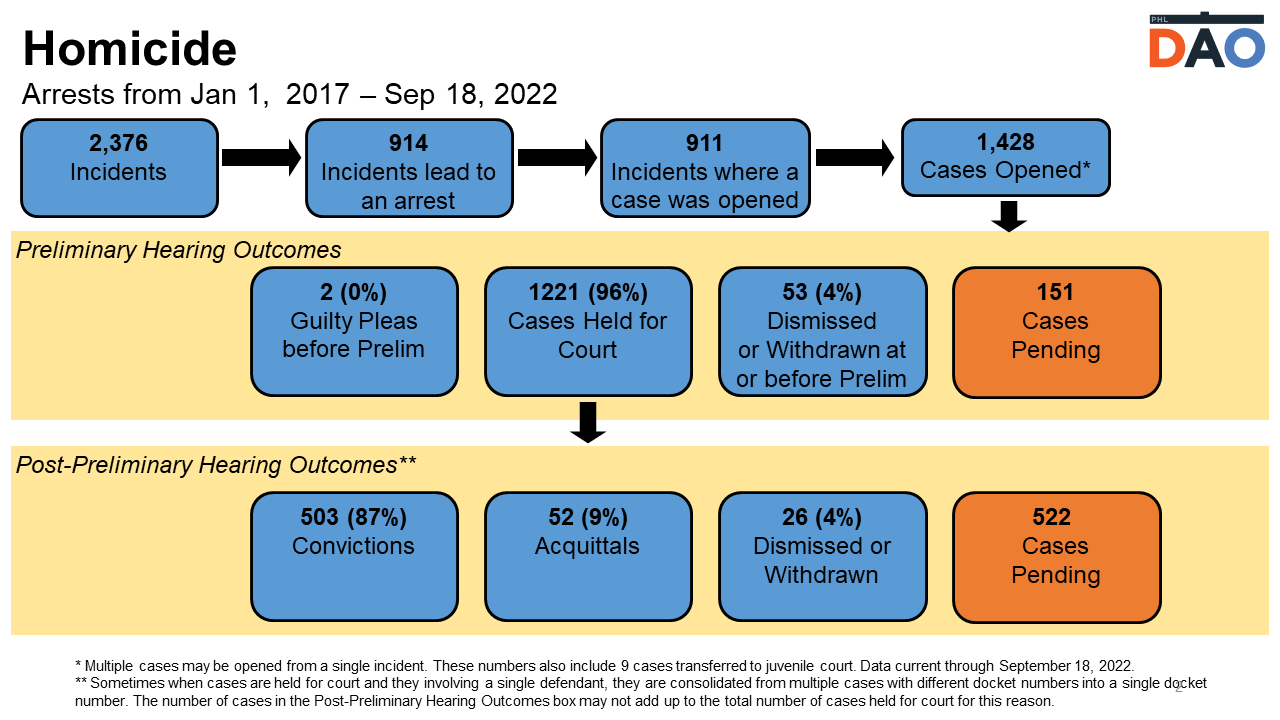 PHL
DAO
Homicide
Arrests from Jan 1,  2017 – Sep 18, 2022
2,376
Incidents
914
Incidents lead to
an arrest
911
Incidents where a
case was opened
1,428
Cases Opened*
Preliminary Hearing Outcomes
2 (0%)
Guilty Pleas
before Prelim
1221 (96%)
Cases Held for
Court
53 (4%)
Dismissed
or Withdrawn at
or before Prelim
151
Cases
Pending
Post-Preliminary Hearing Outcomes**
503 (87%)
Convictions
52 (9%)
Acquittals
26 (4%)
Dismissed or
Withdrawn
522
Cases
Pending
* Multiple cases may be opened from a single incident. These numbers also include 9 cases transferred to juvenile court. Data current through September 18, 2022.
** Sometimes when cases are held for court and they involving a single defendant, they are consolidated from multiple cases with different docket numbers into a single docket
number. The number of cases in the Post-Preliminary Hearing Outcomes box may not add up to the total number of cases held for court for this reason.
2